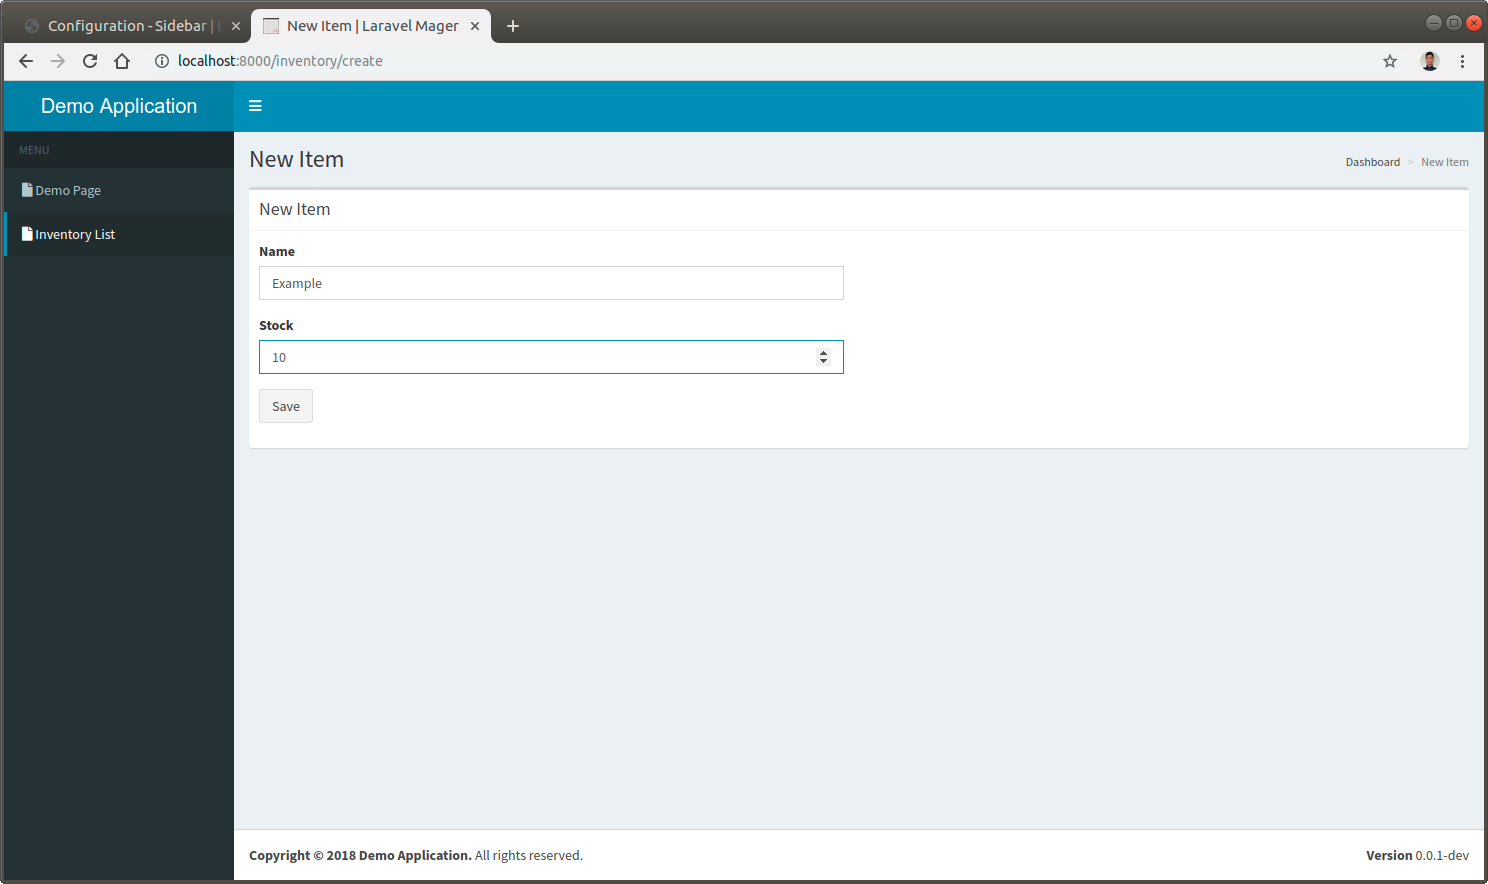 Configuration - Sidebar |
New Item | Laravel Mager
localhost:8000/inventory/create
Demo Application
MENU
Demo Page
Inventory List
New Item
Dashboard > New Item
New Item
Name
Example
Stock
10
Save
Copyright © 2018 Demo Application. All rights reserved.
Version 0.0.1-dev